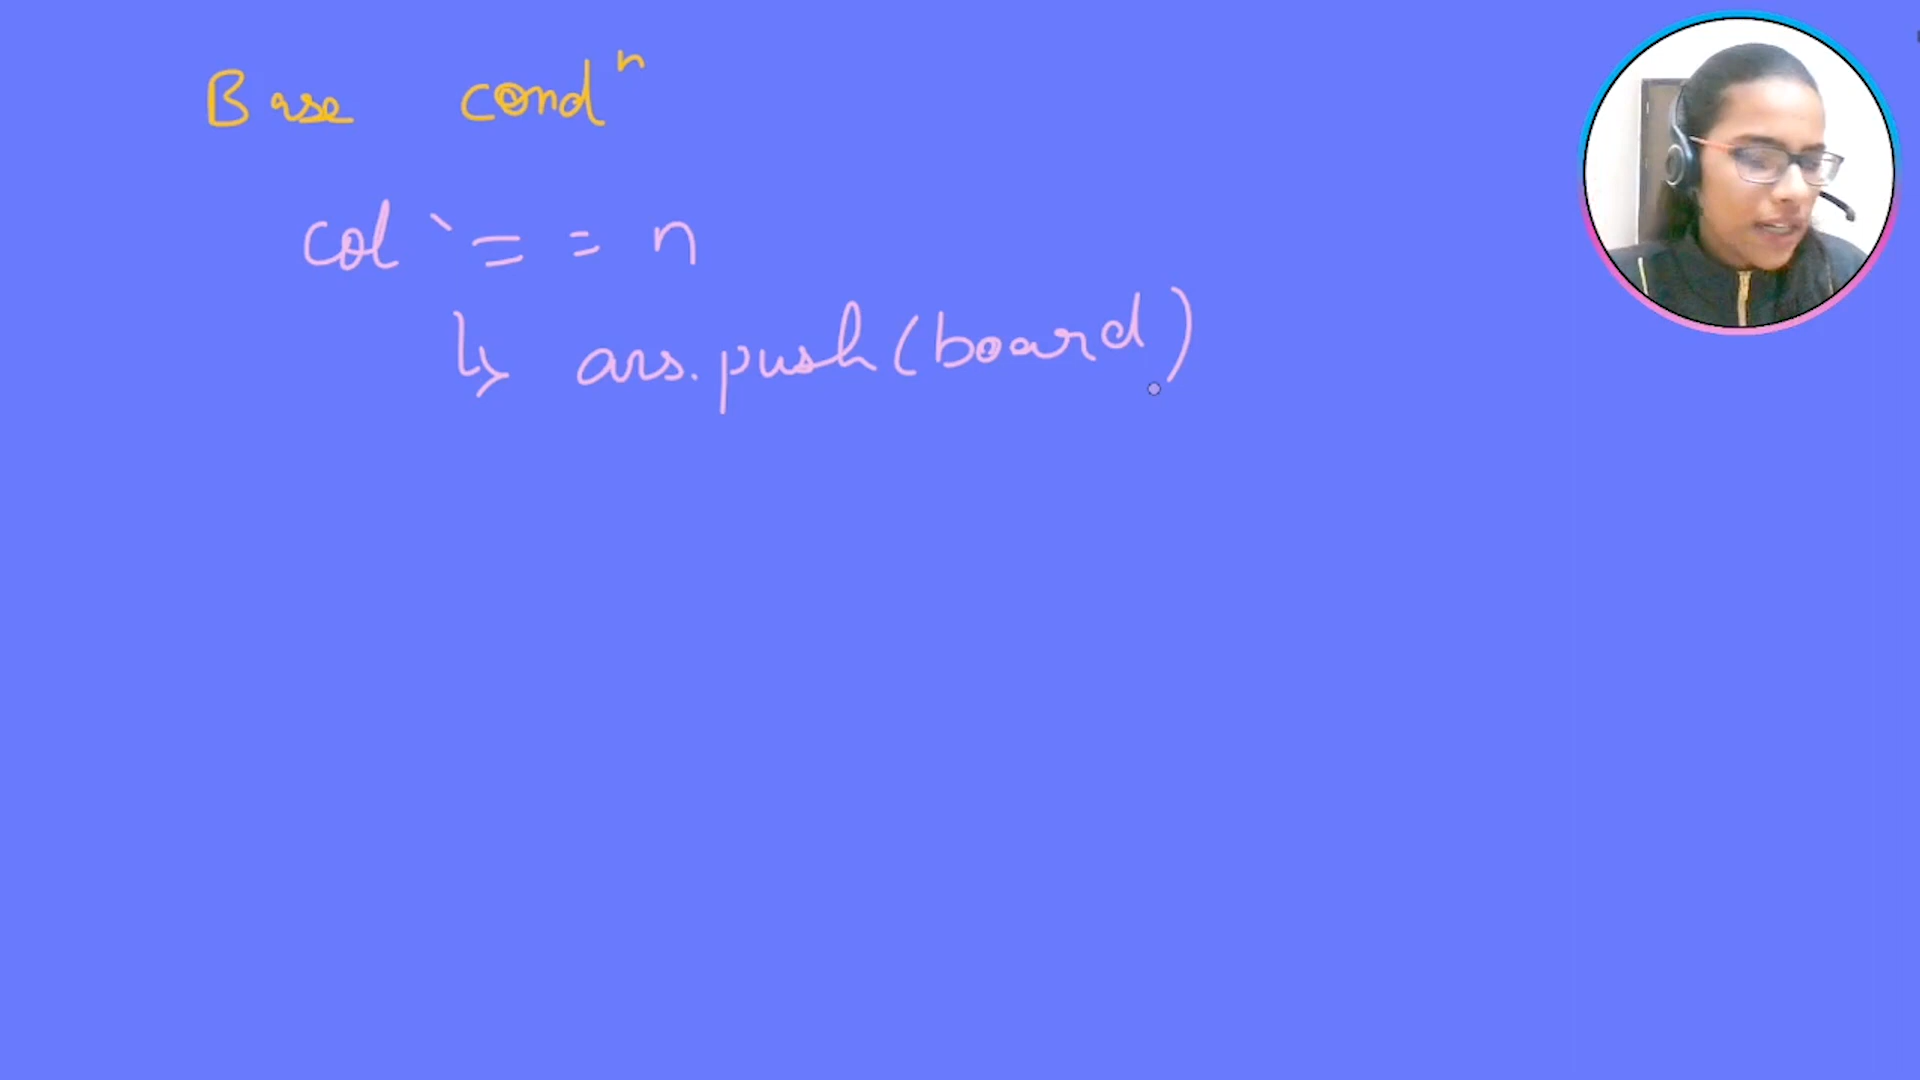 Base condⁿ
col == n
↳ ans.push(board)